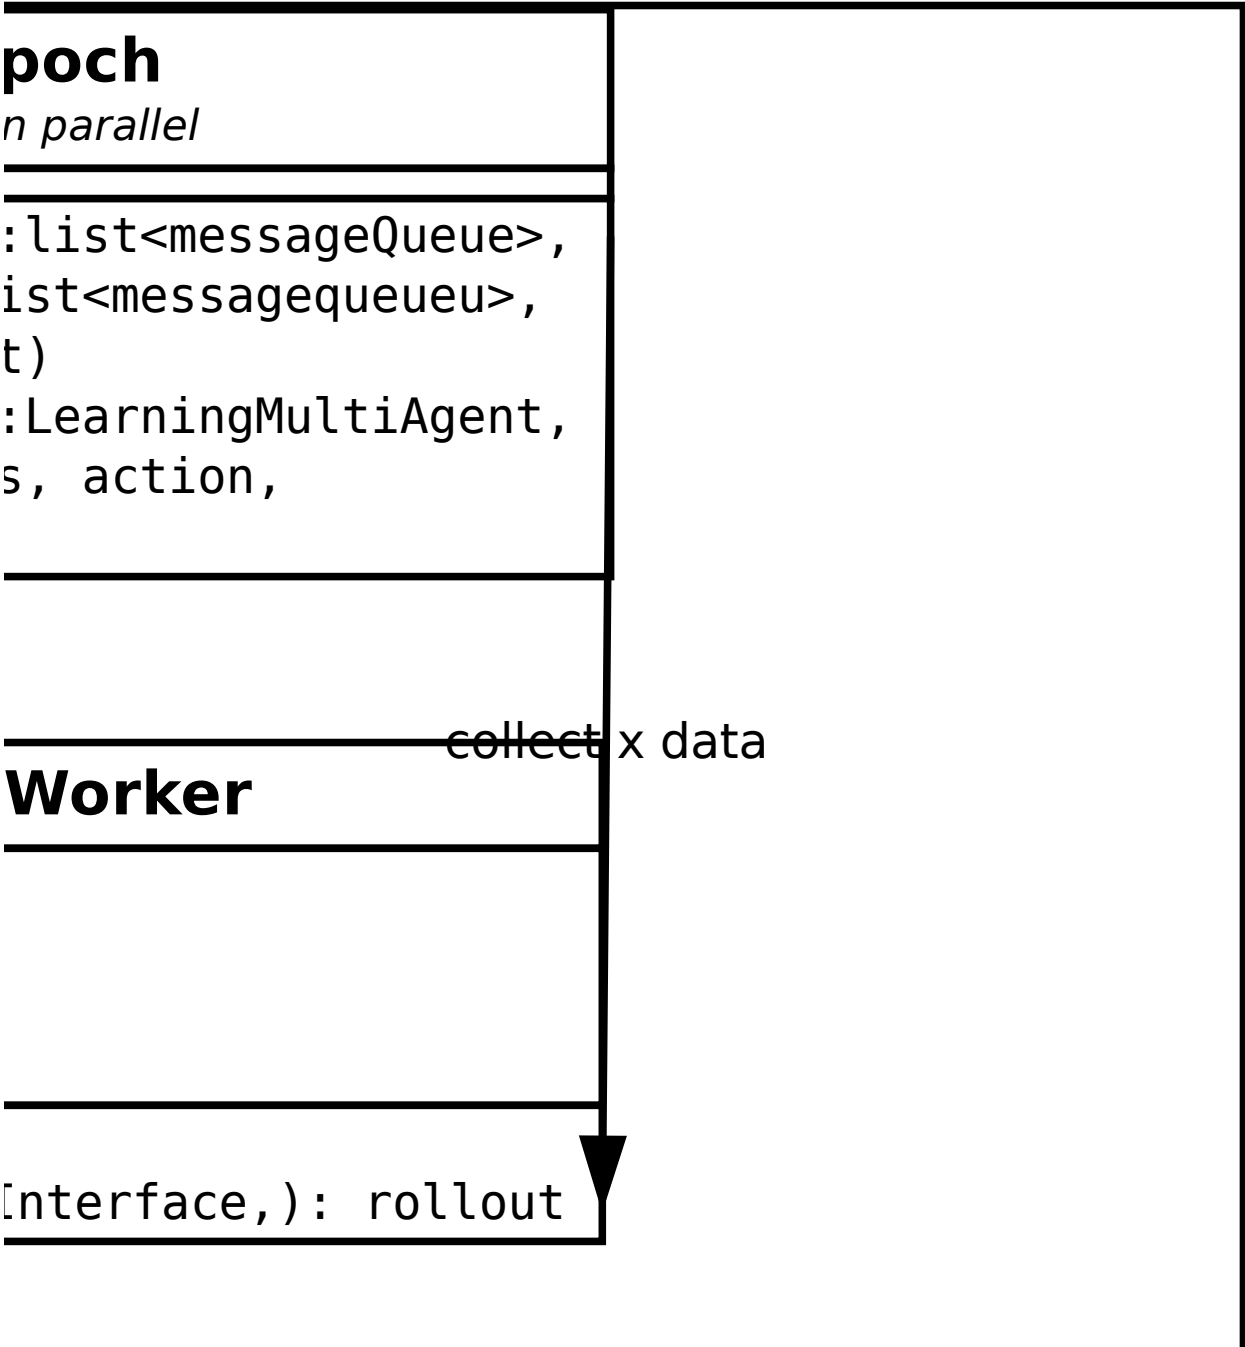 poch
n parallel
:list<messageQueue>,
ist<messagequeueu>,
t)
:LearningMultiAgent,
s, action,
collect x data
Worker
Interface,): rollout